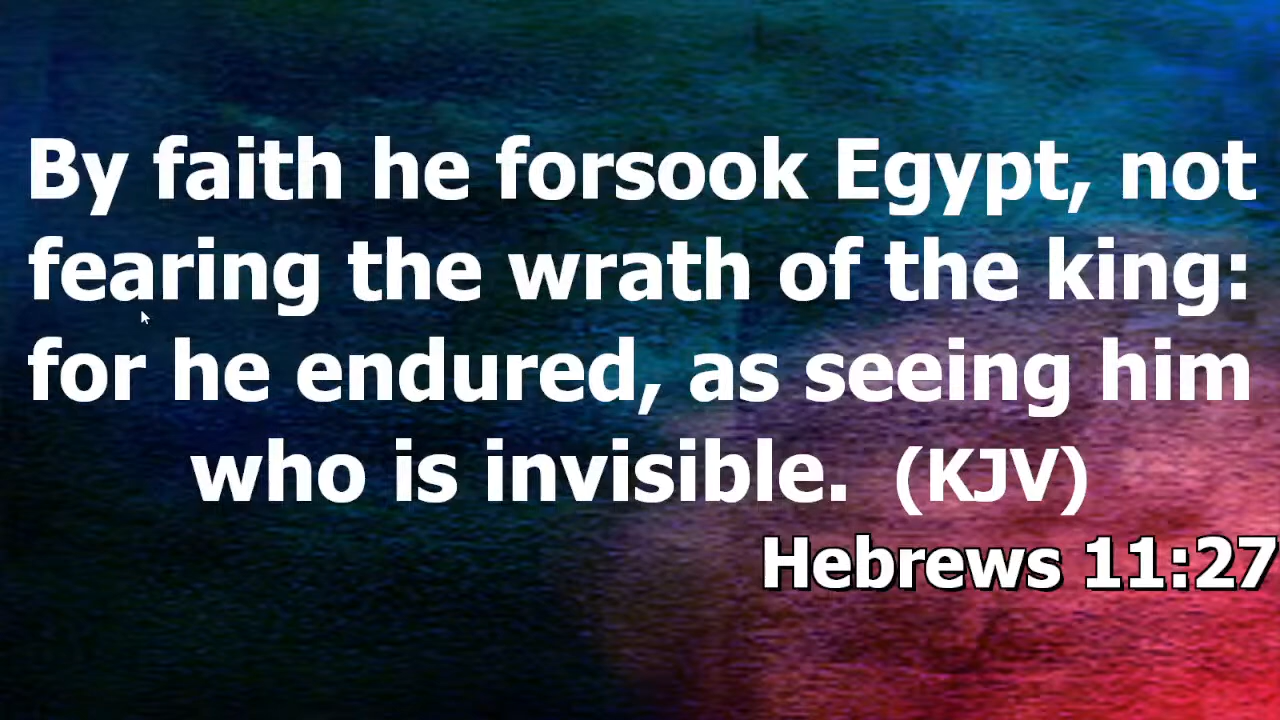 By faith he forsook Egypt, not
fearing the wrath of the king:
for he endured, as seeing him
who is invisible.  (KJV)
Hebrews 11:27